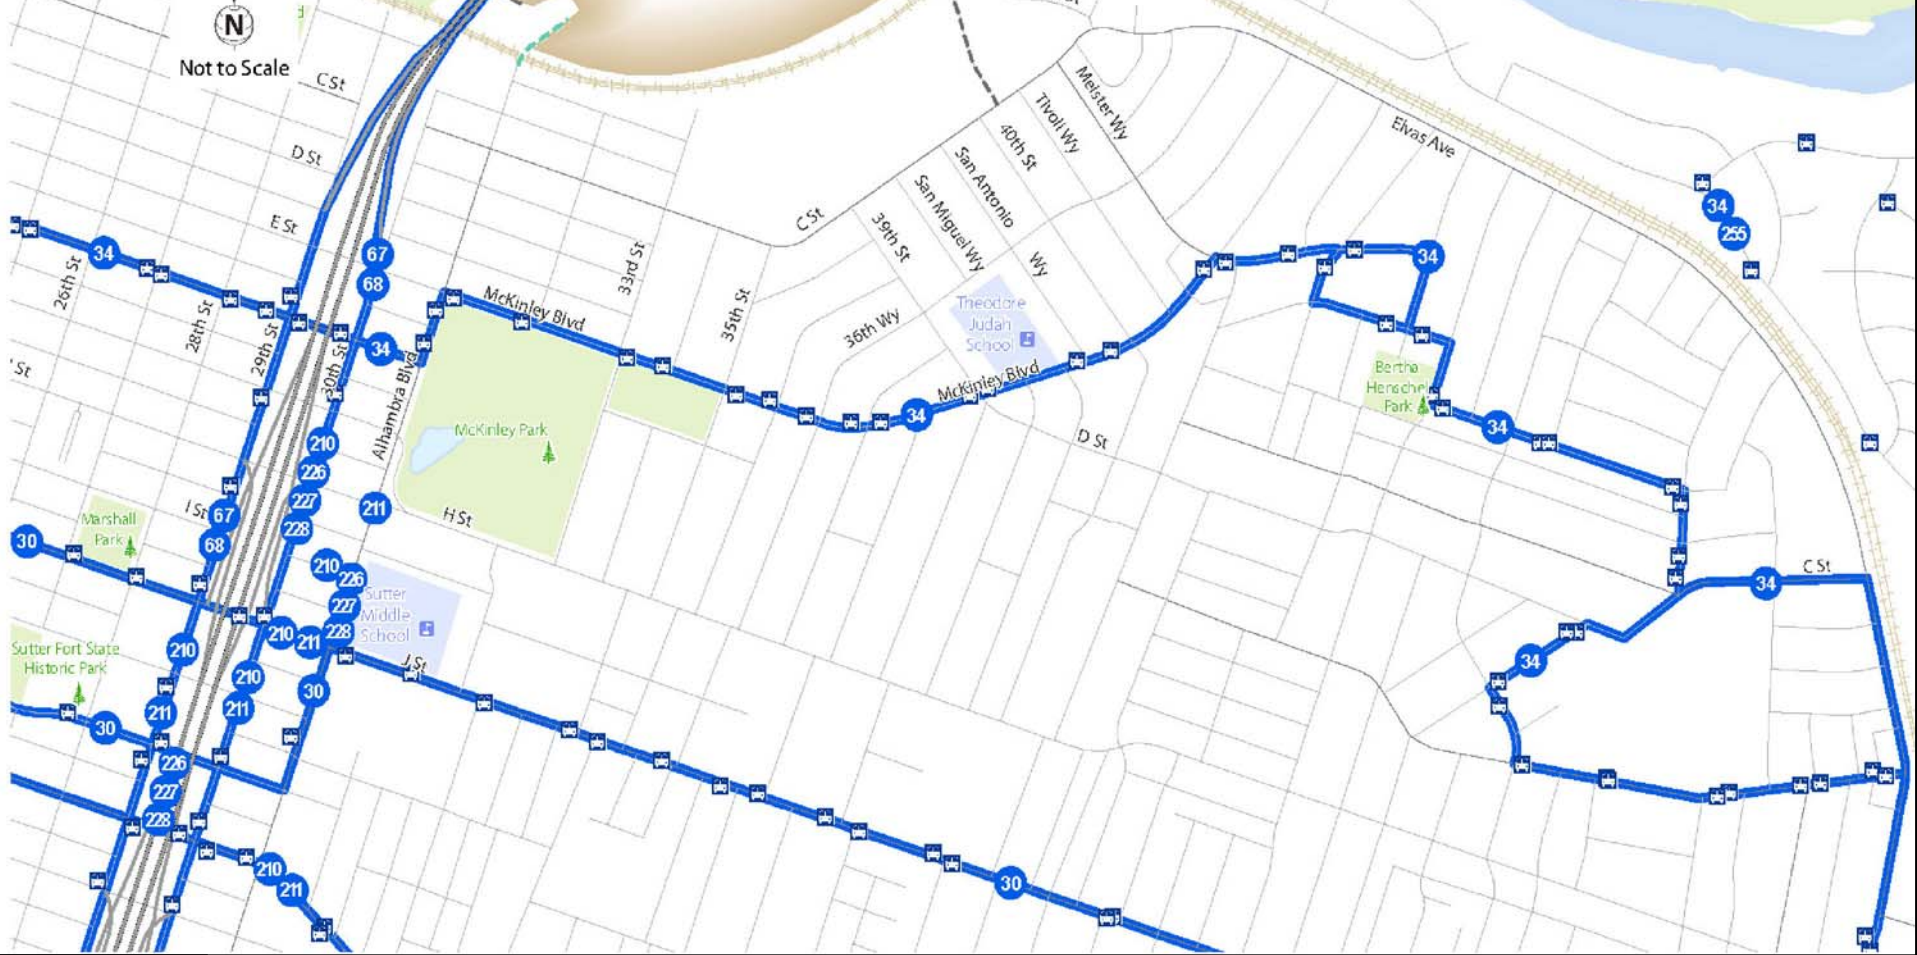 N
Not to Scale
C St
D St
E St
34
26th St
28th St
29th St
30th St
67
68
34
Alhambra Blvd
McKinley Blvd
33rd St
35th St
36th Wy
C St
39th St
San Miguel Wy
San Antonio
Wy
40th St
Tivoli Wy
Meister Wy
Elvas Ave
34
255
34
Theodore
Judah
School
McKinley Blvd
34
D St
McKinley Park
H St
Bertha
Henschel
Park
34
St
210
226
227
228
211
I St
67
68
Marshall
Park
30
210
226
227
228
Sutter
Middle
School
210
211
J St
30
Sutter Fort State
Historic Park
210
211
210
211
30
226
227
228
210
211
30
C St
34
34